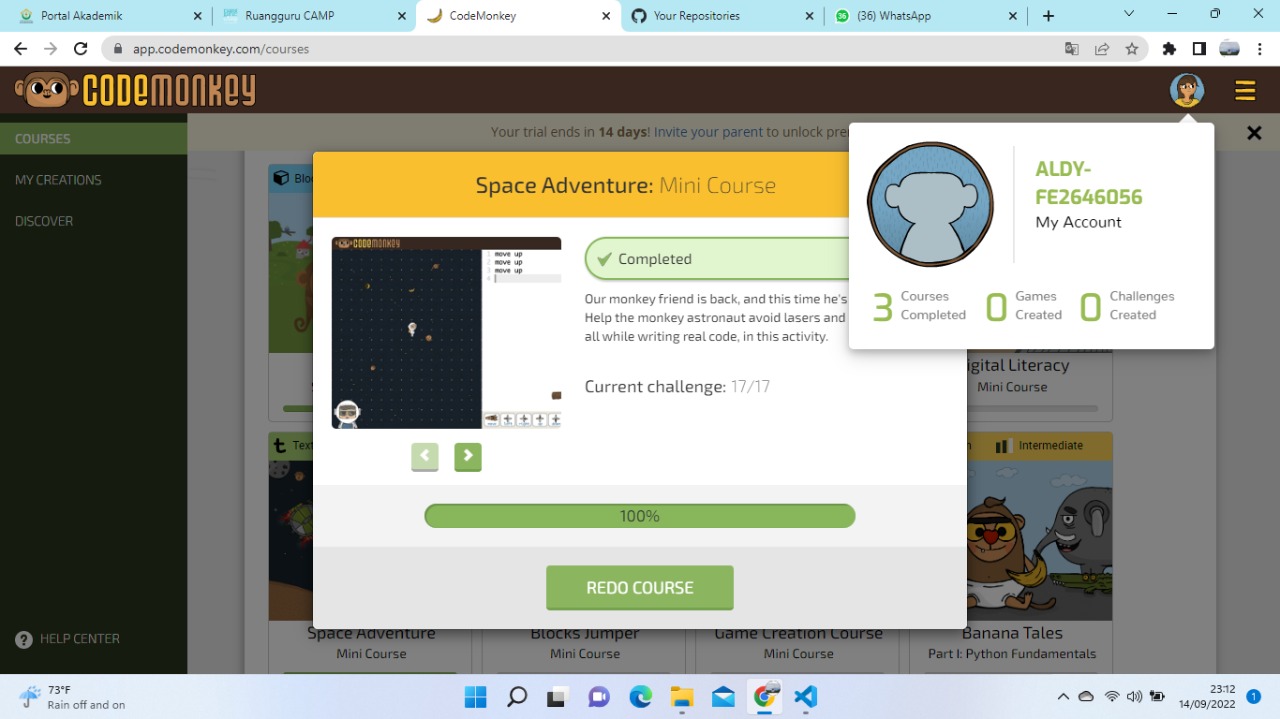 Portal Akademik
Ruangguru CAMP
CodeMonkey
Your Repositories
36
(36) WhatsApp
app.codemonkey.com/courses
CODEMONKEY
COURSES
MY CREATIONS
DISCOVER
HELP CENTER
Your trial ends in 14 days! Invite your parent to unlock pre
Blo
Space Adventure: Mini Course
CODEMONKEY
1 move up
2 move up
3 move up
4
Completed
Our monkey friend is back, and this time he's
Help the monkey astronaut avoid lasers and
all while writing real code, in this activity.
Current challenge: 17/17
100%
REDO COURSE
ALDY-
FE2646056
My Account
3 Courses Completed
0 Games Created
0 Challenges Created
igital Literacy
Mini Course
t Text
n Intermediate
Space Adventure
Mini Course
Blocks Jumper
Mini Course
Game Creation Course
Mini Course
Banana Tales
Part I: Python Fundamentals
73°F
Rain off and on
23:12
14/09/2022
1